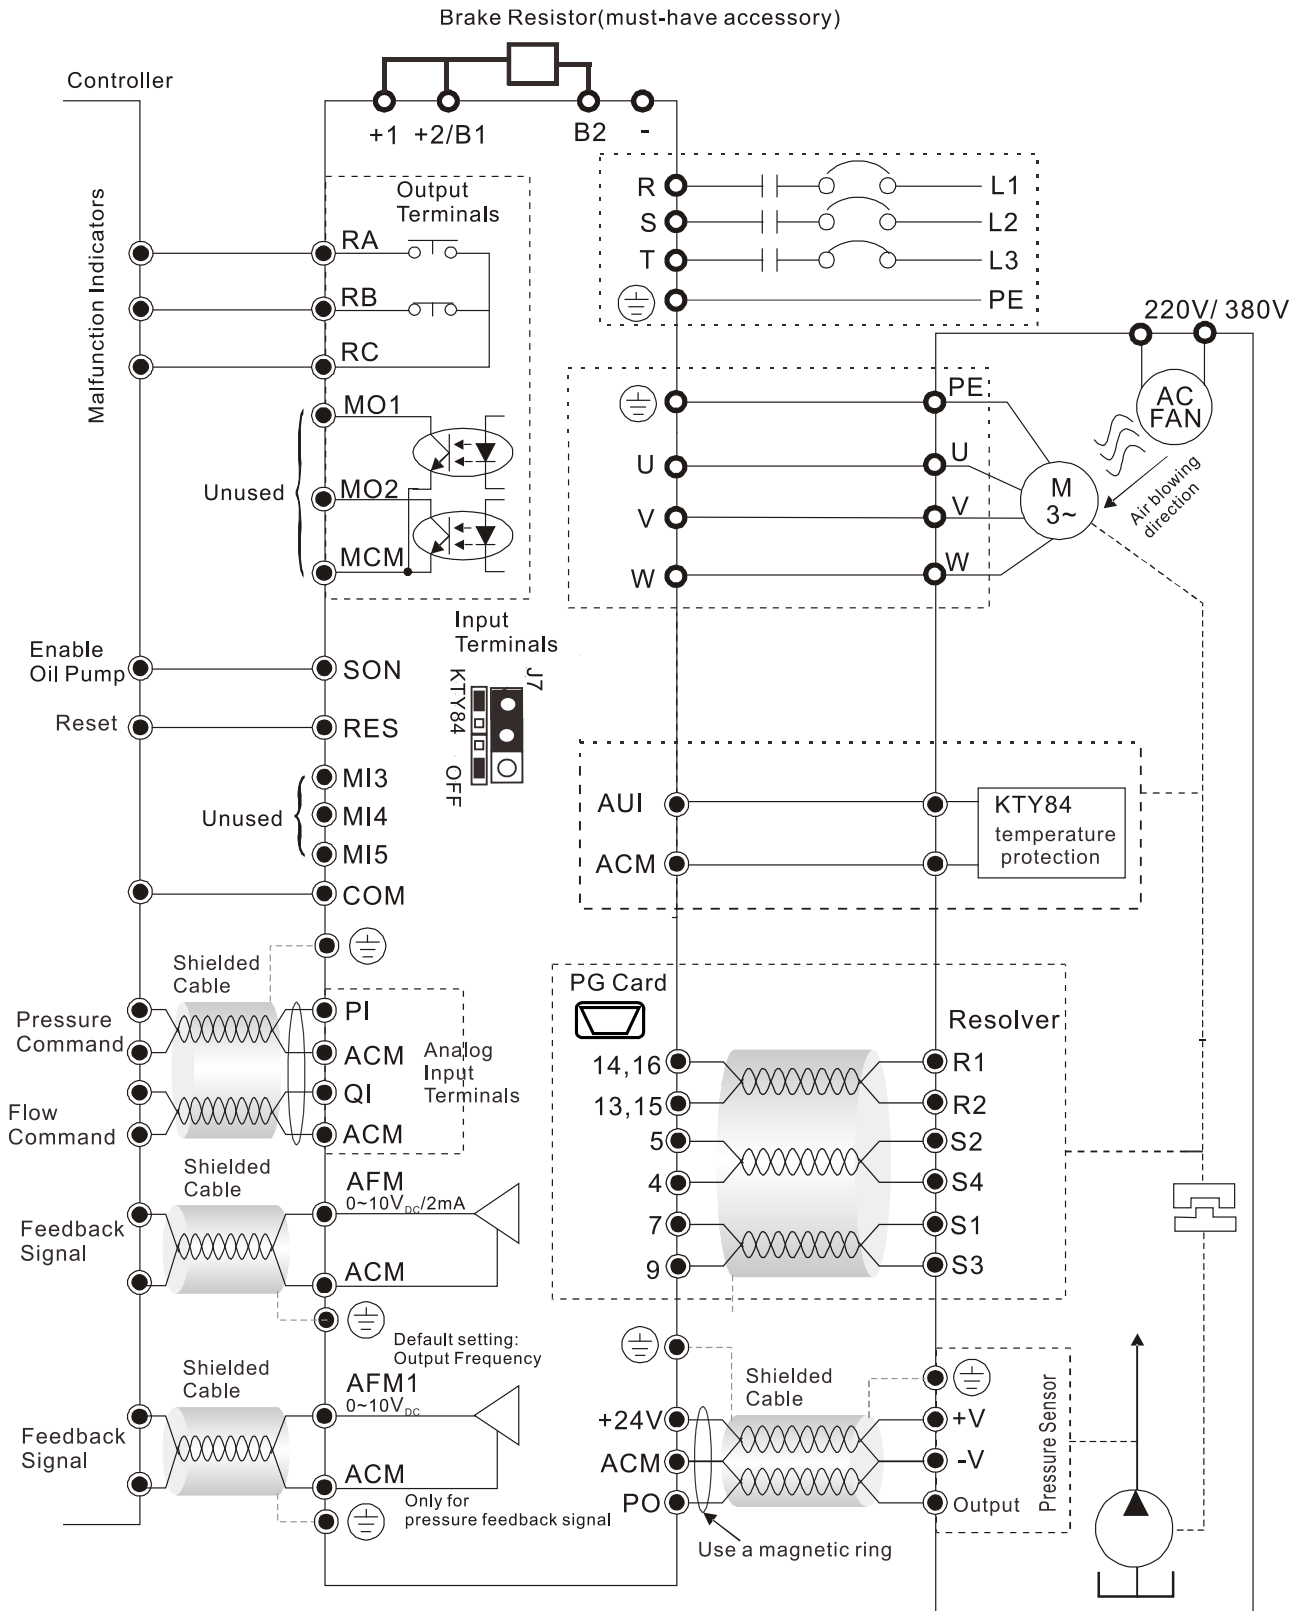 Brake Resistor(must-have accessory)
Controller
+1 +2/B1 B2 -
Malfunction Indicators
Output
Terminals
RA
RB
RC
MO1
MO2
MCM
Unused
R
S
T
L1
L2
L3
PE
220V/ 380V
AC
FAN
Air blowing
direction
PE
U
V
W
U
V
W
M
3~
Enable
Oil Pump
Reset
SON
RES
MI3
MI4
MI5
Unused
COM
Input
Terminals
J7
KTY84
OFF
AUI
ACM
KTY84
temperature
protection
Shielded
Cable
Pressure
Command
Flow
Command
PI
ACM
QI
ACM
Analog
Input
Terminals
PG Card
Resolver
14,16
13,15
5
4
7
9
R1
R2
S2
S4
S1
S3
Shielded
Cable
Feedback
Signal
AFM
0~10VDC/2mA
ACM
Default setting:
Output Frequency
Shielded
Cable
Feedback
Signal
AFM1
0~10VDC
ACM
Only for
pressure feedback signal
Shielded
Cable
+24V
ACM
PO
+V
-V
Output
Pressure Sensor
Use a magnetic ring